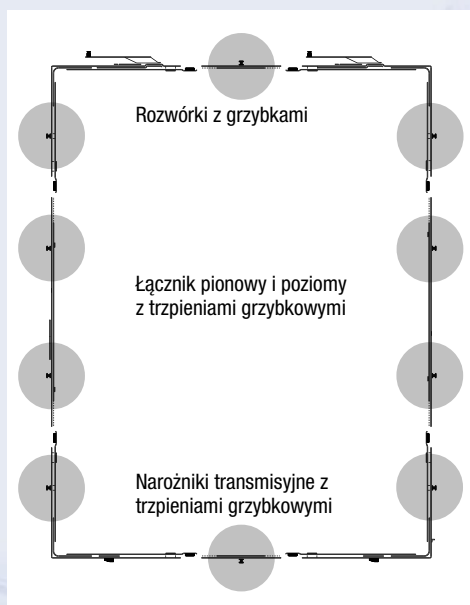 Rozwórki z grzybkami
Łącznik pionowy i poziomy
z trzpieniami grzybkowymi
Narożniki transmisyjne z
trzpieniami grzybkowymi